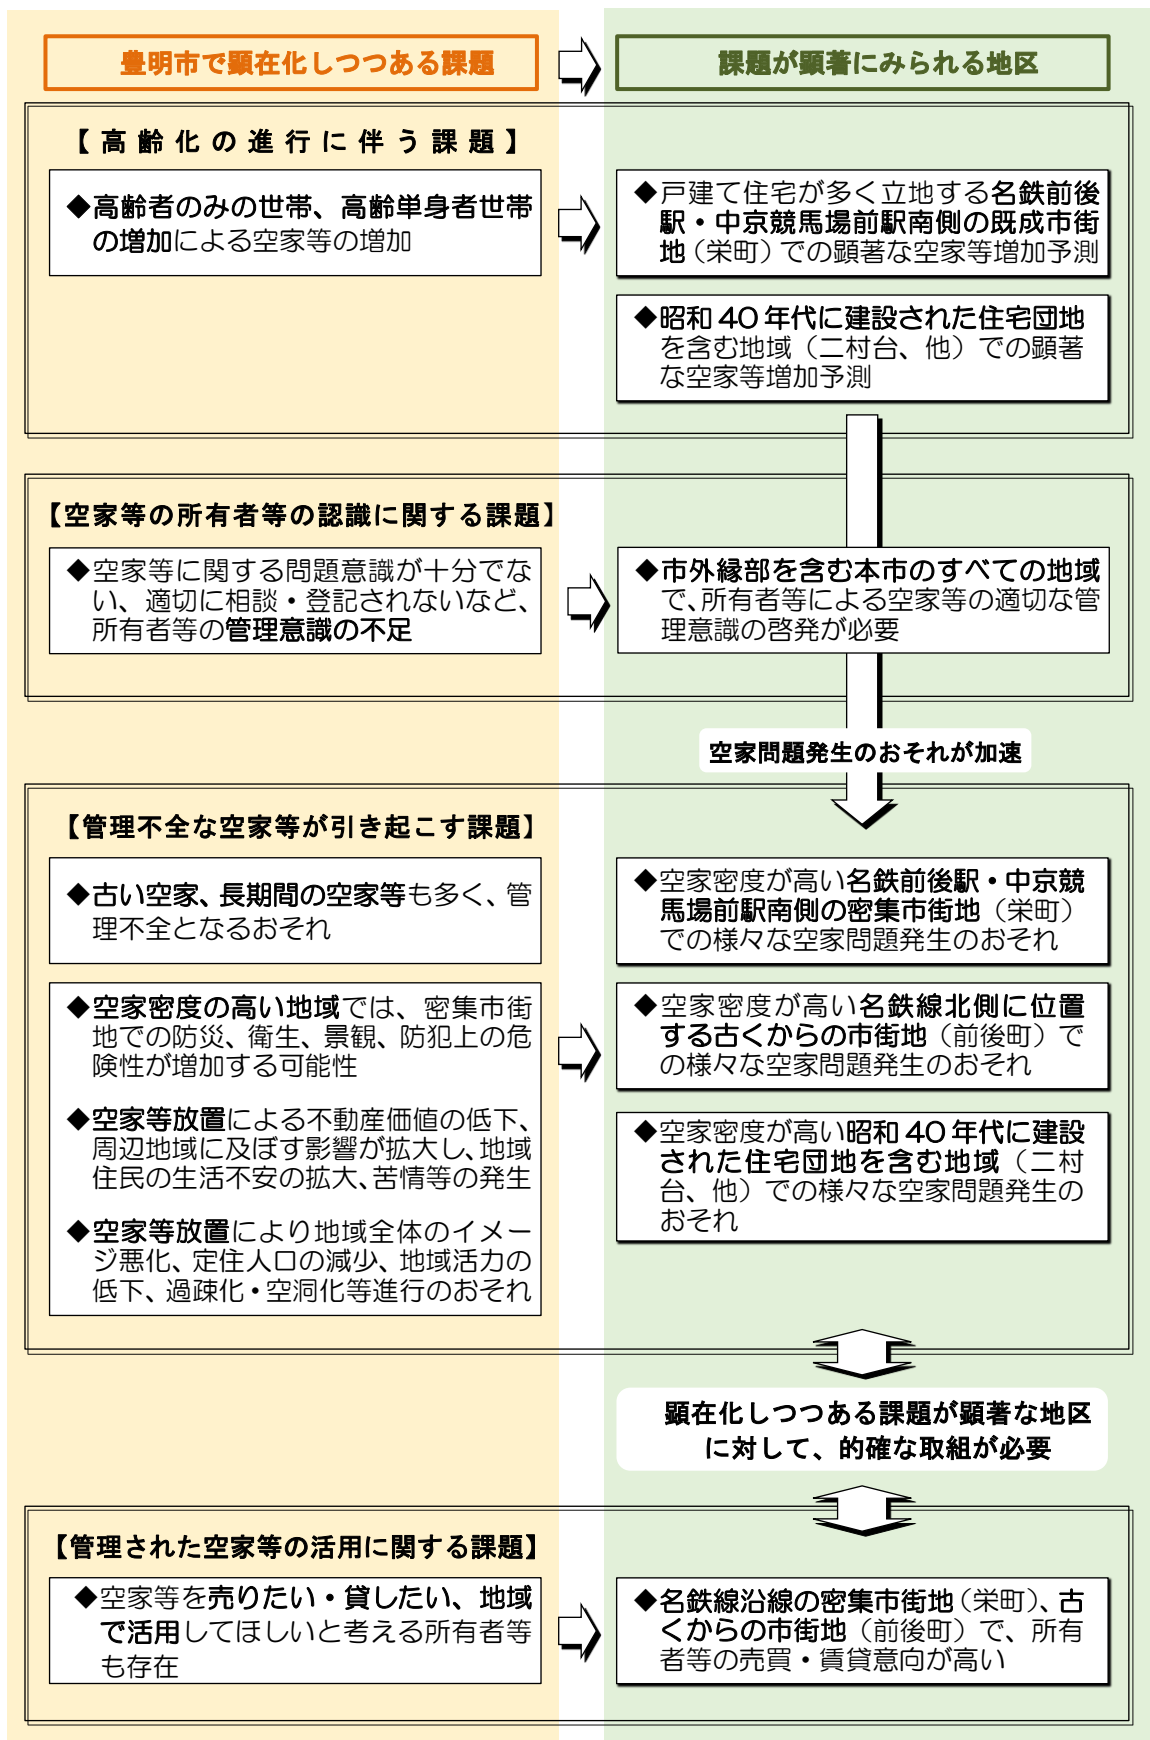 豊明市で顕在化しつつある課題
課題が顕著にみられる地区
【高齢化の進行に伴う課題】
◆高齢者のみの世帯、高齢単身者世帯
の増加による空家等の増加
◆戸建て住宅が多く立地する名鉄前後
駅・中京競馬場前駅南側の既成市街
地（栄町）での顕著な空家等増加予測
◆昭和40年代に建設された住宅団地
を含む地域（二村台、他）での顕著
な空家等増加予測
【空家等の所有者等の認識に関する課題】
◆空家等に関する問題意識が十分でな
い、適切に相談・登記されないなど、
所有者等の管理意識の不足
◆市外縁部を含む本市のすべての地域
で、所有者等による空家等の適切な管
理意識の啓発が必要
空家問題発生のおそれが加速
【管理不全な空家等が引き起こす課題】
◆古い空家、長期間の空家等も多く、管
理不全となるおそれ
◆空家密度の高い地域では、密集市街
地での防災、衛生、景観、防犯上の危
険性が増加する可能性
◆空家等放置による不動産価値の低下、
周辺地域に及ぼす影響が拡大し、地域
住民の生活不安の拡大、苦情等の発生
◆空家等放置により地域全体のイメー
ジ悪化、定住人口の減少、地域活力の
低下、過疎化・空洞化等進行のおそれ
◆空家密度が高い名鉄前後駅・中京競
馬場前駅南側の密集市街地（栄町）
での様々な空家問題発生のおそれ
◆空家密度が高い名鉄線北側に位置
する古くからの市街地（前後町）で
の様々な空家問題発生のおそれ
◆空家密度が高い昭和40年代に建設
された住宅団地を含む地域（二村
台、他）での様々な空家問題発生の
おそれ
顕在化しつつある課題が顕著な地区
に対して、的確な取組が必要
【管理された空家等の活用に関する課題】
◆空家等を売りたい・貸したい、地域
で活用してほしいと考える所有者等
も存在
◆名鉄線沿線の密集市街地（栄町）、古
くからの市街地（前後町）で、所有
者等の売買・賃貸意向が高い